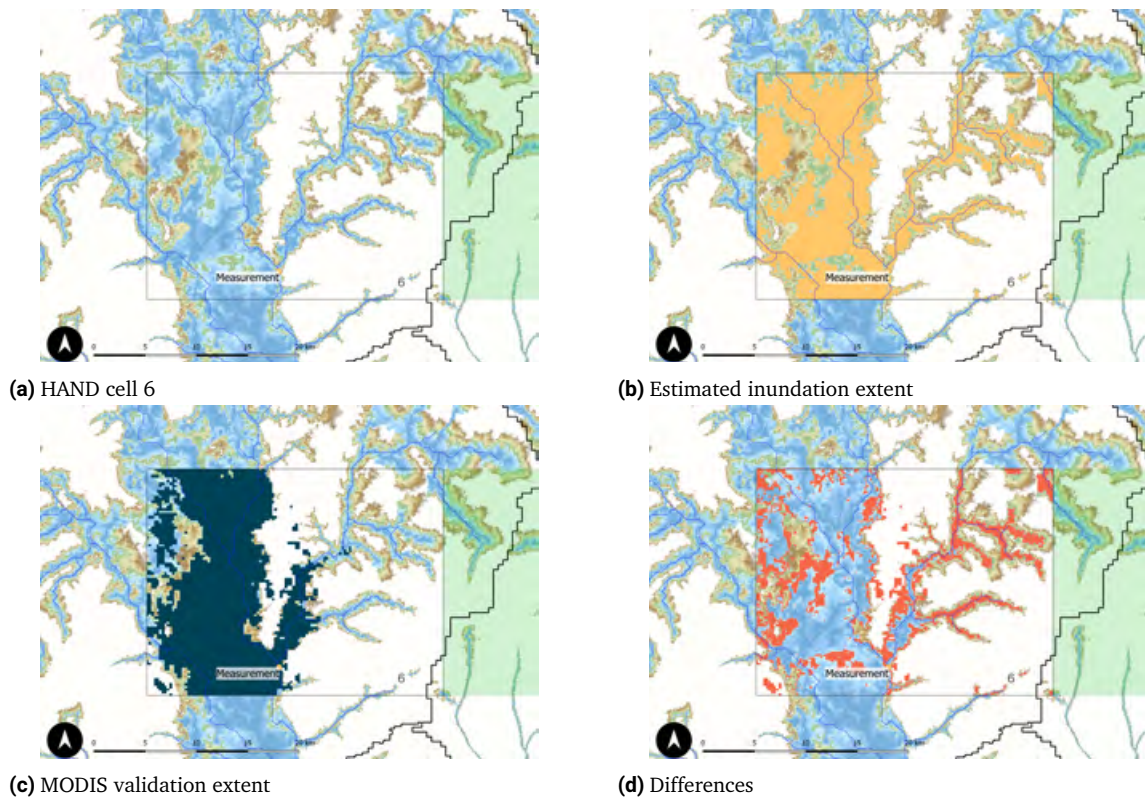 Measurement
6
0 5 10 15 20 km
Measurement
6
0 5 10 15 20 km
(a) HAND cell 6
(b) Estimated inundation extent
Measurement
6
0 5 10 15 20 km
Measurement
6
0 5 10 15 20 km
(c) MODIS validation extent
(d) Differences